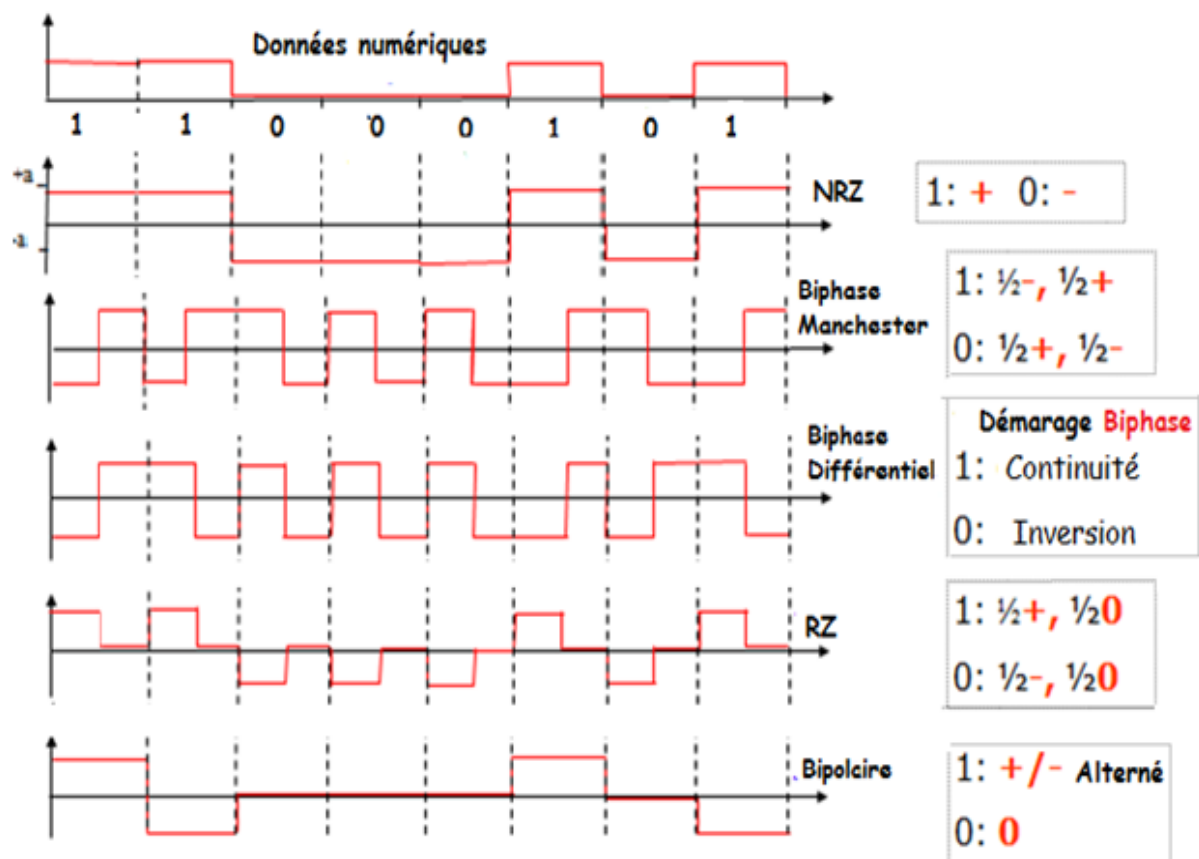 Données numériques
1 1 0 0 0 1 0 1
+a
-a
NRZ
1: + 0: -
Biphase
Manchester
1: ½-, ½+
0: ½+, ½-
Biphase
Différentiel
Démarage Biphase
1: Continuité
0: Inversion
RZ
1: ½+, ½0
0: ½-, ½0
Bipolcire
1: +/- Alterné
0: 0